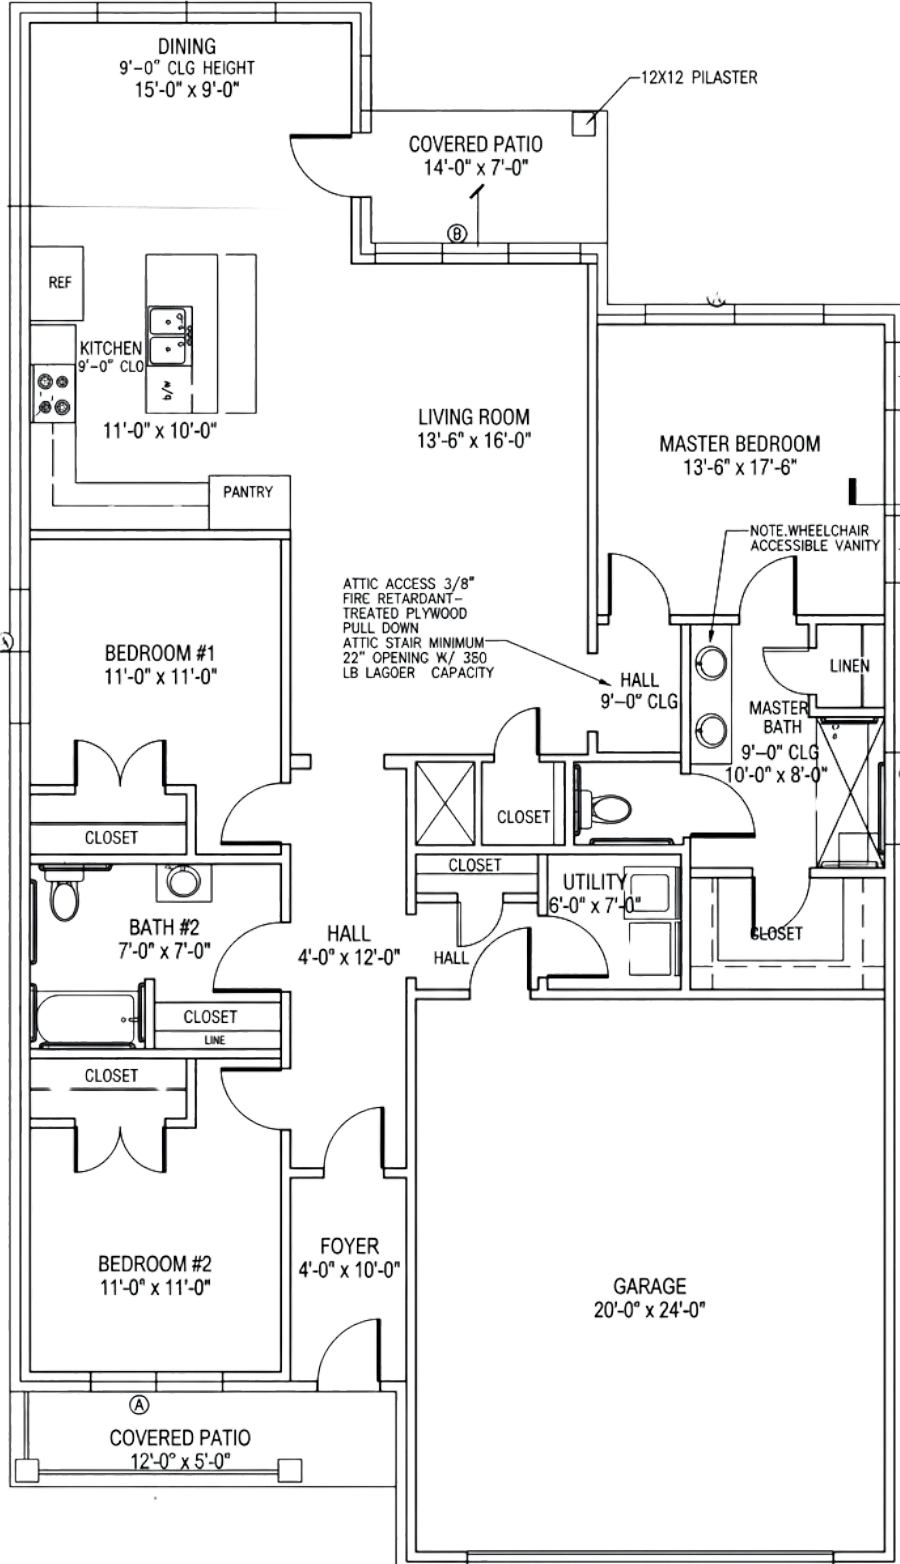 DINING
9'-0" CLG HEIGHT
15'-0" x 9'-0"
12X12 PILASTER
COVERED PATIO
14'-0" x 7'-0"
B
REF
KITCHEN
9'-0" CLO
w/d
11'-0" x 10'-0"
PANTRY
LIVING ROOM
13'-6" x 16'-0"
MASTER BEDROOM
13'-6" x 17'-6"
NOTE.WHEELCHAIR
ACCESSIBLE VANITY
ATTIC ACCESS 3/8"
FIRE RETARDANT-
TREATED PLYWOOD
PULL DOWN
ATTIC STAIR MINIMUM
22" OPENING W/ 350
LB LAGOER CAPACITY
BEDROOM #1
11'-0" x 11'-0"
HALL
9'-0" CLG
LINEN
MASTER
BATH
9'-0" CLG
10'-0" x 8'-0"
CLOSET
CLOSET
CLOSET
UTILITY
6'-0" x 7'-0"
BATH #2
7'-0" x 7'-0"
HALL
4'-0" x 12'-0"
HALL
CLOSET
CLOSET
LINE
CLOSET
BEDROOM #2
11'-0" x 11'-0"
FOYER
4'-0" x 10'-0"
GARAGE
20'-0" x 24'-0"
A
COVERED PATIO
12'-0" x 5'-0"